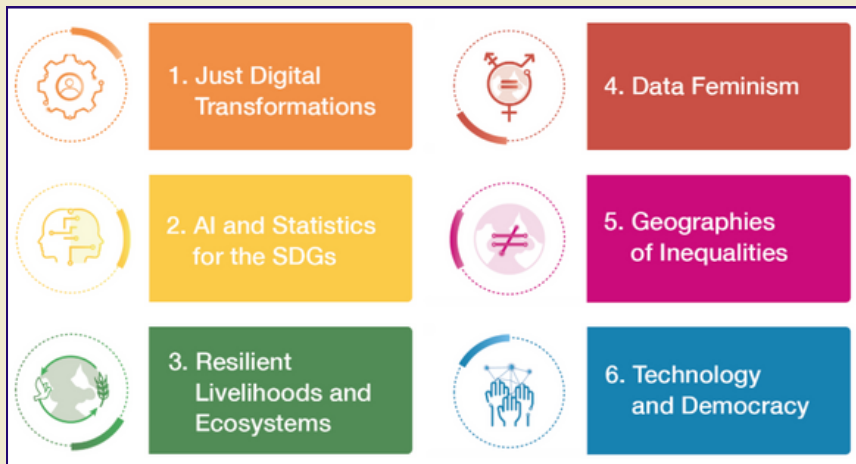 1. Just Digital
Transformations
2. AI and Statistics
for the SDGs
3. Resilient
Livelihoods and
Ecosystems
4. Data Feminism
5. Geographies
of Inequalities
6. Technology
and Democracy